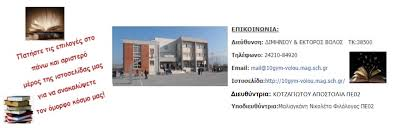 Πατήστε τις επιλογές στο
πάνω και αριστερό
μέρος της ιστοσελίδας μας
για να ανακαλύψετε
τον όμορφο κόσμο μας!
ΕΠΙΚΟΙΝΩΝΙΑ:
Διεύθυνση: ΔΙΜΗΝΙΟΥ & ΕΚΤΟΡΟΣ ΒΟΛΟΣ ΤΚ:38500
Τηλέφωνο: 24210-84920
Email: mail@10gym-volou.mag.sch.gr
Ιστοσελίδα:http://10gym-volou.mag.sch.gr/
Διευθύντρια: ΚΟΤΖΑΓΙΩΤΟΥ ΑΠΟΣΤΟΛΙΑ ΠΕ02
Υποδιευθύντρια:Μαλιαγκάνη Νικολέτα Φιλόλογος ΠΕ02